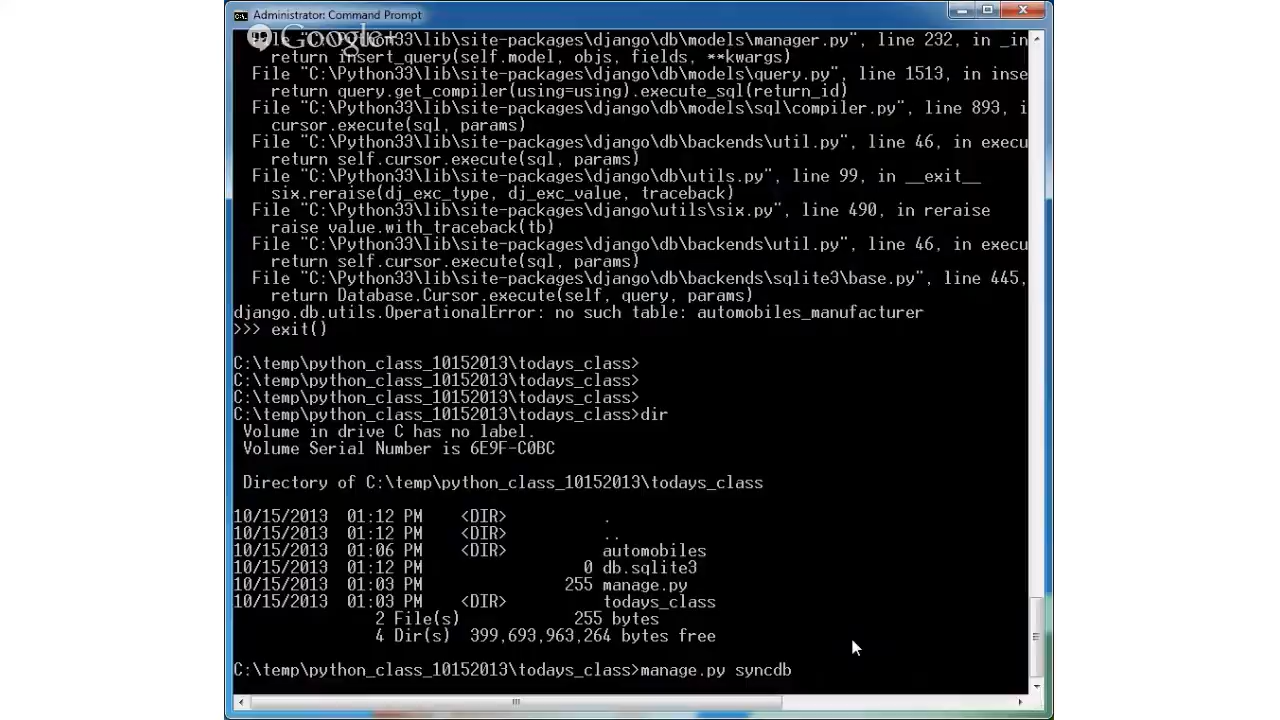 Administrator: Command Prompt
Google+
File "C:\Python33\lib\site-packages\django\db\models\manager.py", line 232, in _in
return insert_query(self.model, objs, fields, **kwargs)
File "C:\Python33\lib\site-packages\django\db\models\query.py", line 1513, in inse
return query.get_compiler(using=using).execute_sql(return_id)
File "C:\Python33\lib\site-packages\django\db\models\sql\compiler.py", line 893, i
cursor.execute(sql, params)
File "C:\Python33\lib\site-packages\django\db\backends\util.py", line 46, in execu
return self.cursor.execute(sql, params)
File "C:\Python33\lib\site-packages\django\db\utils.py", line 99, in __exit__
six.reraise(dj_exc_type, dj_exc_value, traceback)
File "C:\Python33\lib\site-packages\django\utils\six.py", line 490, in reraise
raise value.with_traceback(tb)
File "C:\Python33\lib\site-packages\django\db\backends\util.py", line 46, in execu
return self.cursor.execute(sql, params)
File "C:\Python33\lib\site-packages\django\db\backends\sqlite3\base.py", line 445,
return Database.Cursor.execute(self, query, params)
django.db.utils.OperationalError: no such table: automobiles_manufacturer
>>> exit()
C:\temp\python_class_10152013\todays_class>
C:\temp\python_class_10152013\todays_class>
C:\temp\python_class_10152013\todays_class>
C:\temp\python_class_10152013\todays_class>dir
Volume in drive C has no label.
Volume Serial Number is 6E9F-C0BC
Directory of C:\temp\python_class_10152013\todays_class
10/15/2013 01:12 PM <DIR> .
10/15/2013 01:12 PM <DIR> ..
10/15/2013 01:06 PM <DIR> automobiles
10/15/2013 01:12 PM 0 db.sqlite3
10/15/2013 01:03 PM 255 manage.py
10/15/2013 01:03 PM <DIR> todays_class
2 File(s) 255 bytes
4 Dir(s) 399,693,963,264 bytes free
C:\temp\python_class_10152013\todays_class>manage.py syncdb